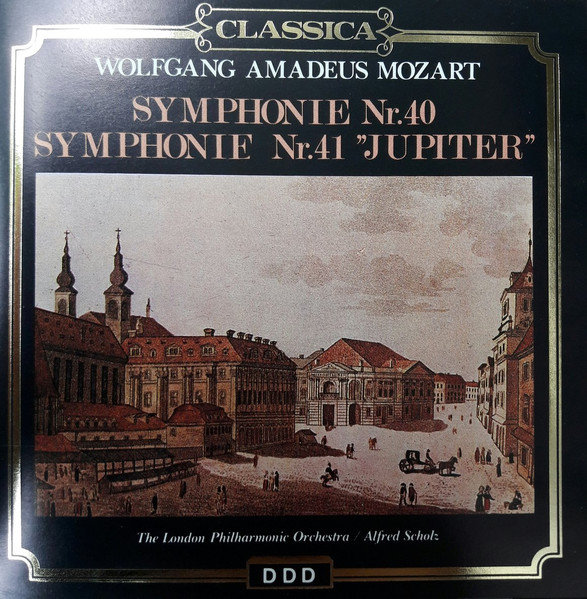 CLASSICA
WOLFGANG AMADEUS MOZART
SYMPHONIE Nr.40
SYMPHONIE Nr.41 "JUPITER"
The London Philharmonic Orchestra / Alfred Scholz
DDD